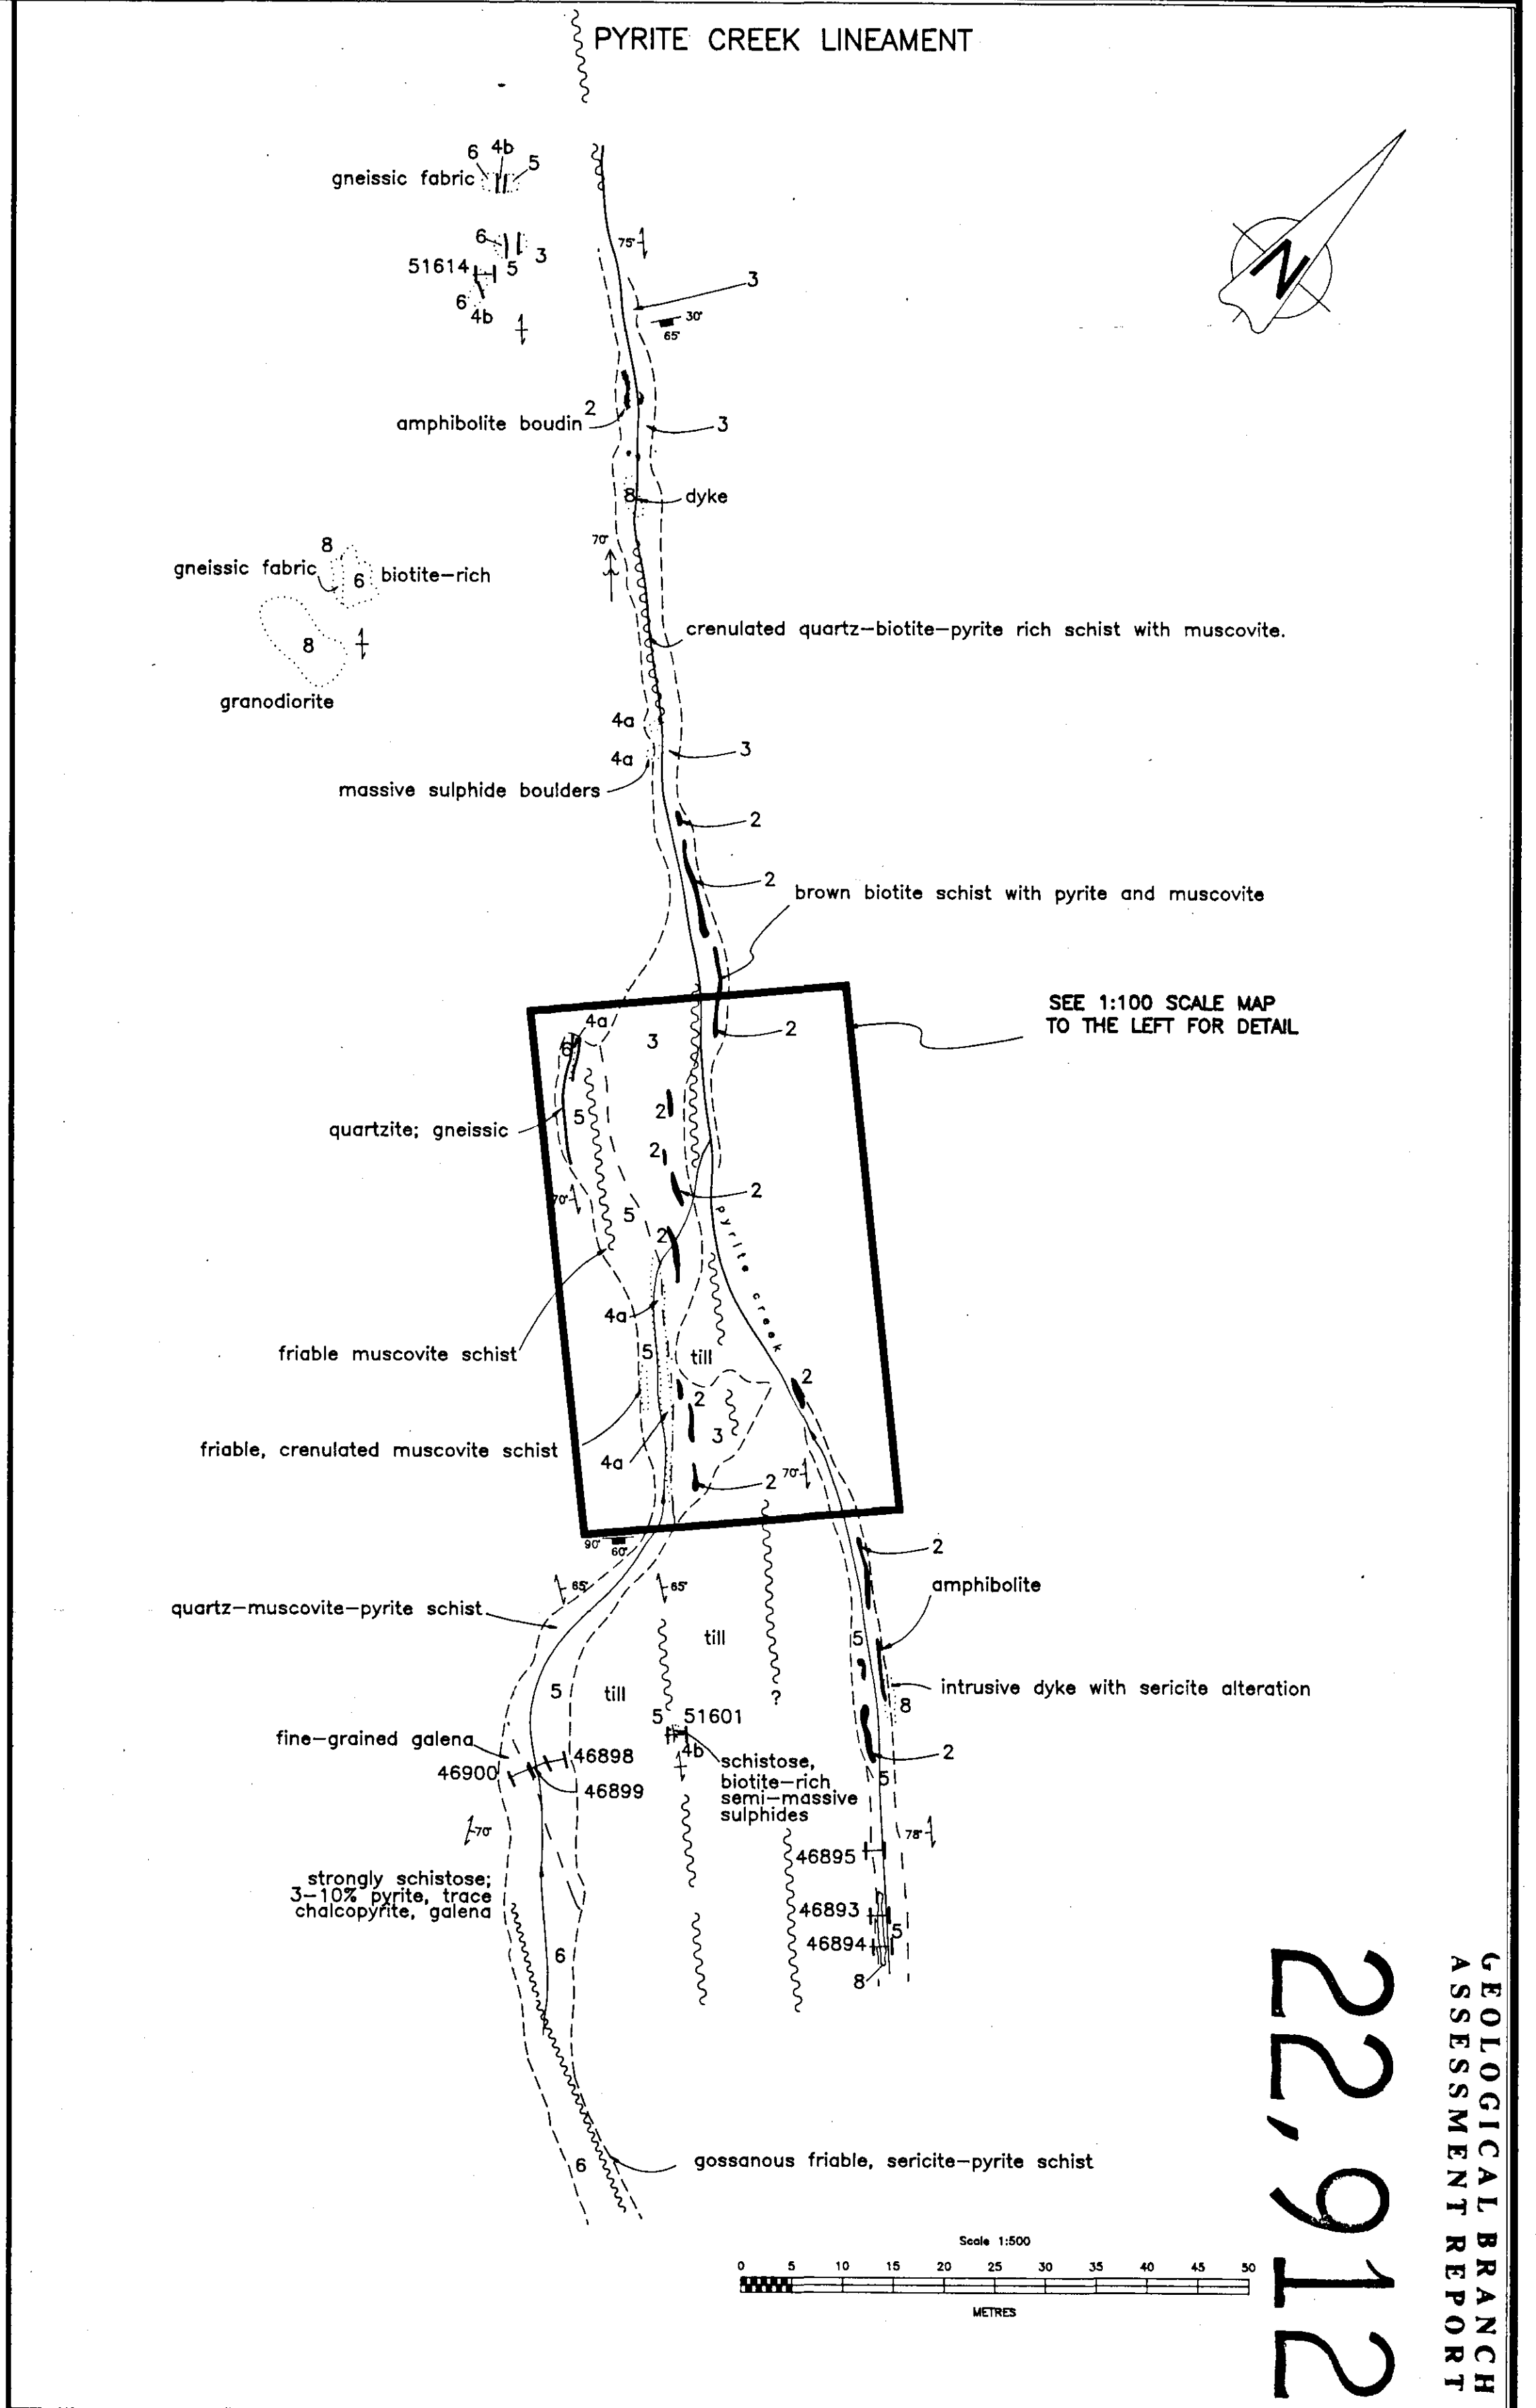 PYRITE CREEK LINEAMENT
6 4b 5
gneissic fabric
N
6
3
75°
51614 5
6
4b
3
30°
65°
2
amphibolite boudin
3
8
dyke
70°
8
gneissic fabric
6
biotite-rich
crenulated quartz-biotite-pyrite rich schist with muscovite.
8
granodiorite
4a
3
4a
massive sulphide boulders
2
2
brown biotite schist with pyrite and muscovite
SEE 1:100 SCALE MAP
TO THE LEFT FOR DETAIL
4a
2
3
6
2
5
quartzite; gneissic
2
2
70°
5
2
pyrite creek
4a
friable muscovite schist
5
till
2
2
3
friable, crenulated muscovite schist
4a
2
70°
90°
60°
2
65°
65°
amphibolite
quartz-muscovite-pyrite schist
till
5
5
till
?
intrusive dyke with sericite alteration
8
5 51601
fine-grained galena
4b
2
46898
schistose,
biotite-rich
semi-massive
sulphides
46900
46899
5
70°
78°
46895
strongly schistose;
3-10% pyrite, trace
chalcopyrite, galena
46893
5
46894
6
8
gossanous friable, sericite-pyrite schist
6
Scale 1:500
0 5 10 15 20 25 30 35 40 45 50
METRES
GEOLOGICAL BRANCH
ASSESSMENT REPORT
22,912